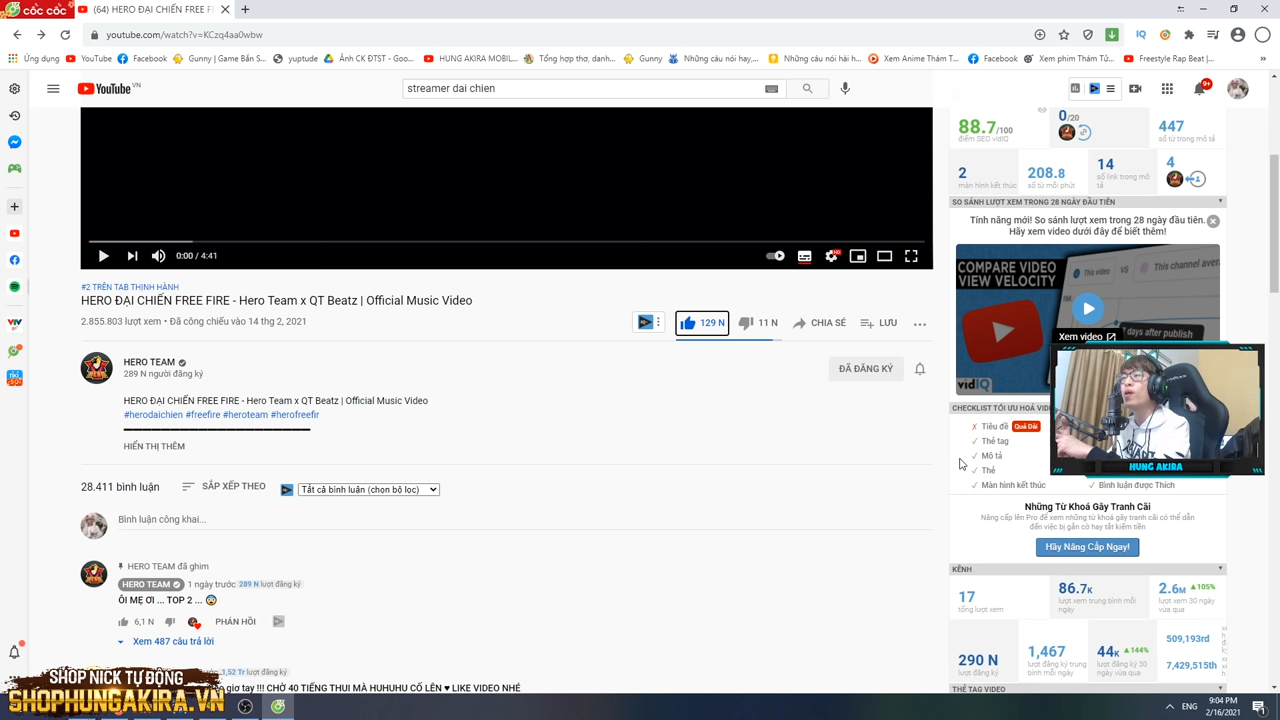 cốc cốc
(64) HERO ĐẠI CHIẾN FREE FI
youtube.com/watch?v=KCzq4aa0wbw
Ứng dụng YouTube Facebook Gunny | Game Bắn S... yuptude Ảnh CK ĐTST - Goo... HUNG AKIRA MOBIL... Tổng hợp thơ, danh... Gunny Những câu nói hay,... Những câu nói hài h... Xem Anime Thám T... Facebook Xem phim Thám Tử... Freestyle Rap Beat |...
YouTube VN
streamer dai chien
9+
0:00 / 4:41
HD
#2 TRÊN TAB THỊNH HÀNH
HERO ĐẠI CHIẾN FREE FIRE - Hero Team x QT Beatz | Official Music Video
2.855.803 lượt xem • Đã công chiếu vào 14 thg 2, 2021
129 N 11 N CHIA SẺ LƯU
HERO TEAM
289 N người đăng ký
ĐÃ ĐĂNG KÝ
HERO ĐẠI CHIẾN FREE FIRE - Hero Team x QT Beatz | Official Music Video
#herodaichien #freefire #heroteam #herofreefir
HIỂN THỊ THÊM
28.411 bình luận SẮP XẾP THEO Tất cả bình luận (chọn bộ lọc)
Bình luận công khai...
HERO TEAM đã ghim
HERO TEAM 1 ngày trước 289 N lượt đăng ký
ÔI MẸ ƠI ... TOP 2 ...
6,1 N PHẢN HỒI
Xem 487 câu trả lời
1,52 Tr lượt đăng ký
giơ tay !!! CHỜ 40 TIẾNG THUI MÀ HUHUHU CỐ LÊN ♥ LIKE VIDEO NHÉ
88.7/100
điểm SEO vidIQ
0/20
447
số từ trong mô tả
2
màn hình kết thúc
208.8
số từ mỗi phút
14
số link trong mô tả
4
SO SÁNH LƯỢT XEM TRONG 28 NGÀY ĐẦU TIÊN
Tính năng mới! So sánh lượt xem trong 28 ngày đầu tiên.
Hãy xem video dưới đây để biết thêm!
COMPARE VIDEO
VIEW VELOCITY
This video VS This channel average
7 days after publish
Xem video
vidIQ
CHECKLIST TỐI ƯU HOÁ VID
✗ Tiêu đề Quá Dài
✓ Thẻ tag
✓ Mô tả
✓ Thẻ
✓ Màn hình kết thúc
✓ Bình luận được Thích
HUNG AKIRA
Những Từ Khoá Gây Tranh Cãi
Nâng cấp lên Pro để xem những từ khoá gây tranh cãi có thể dẫn
đến việc bị gắn cờ hay tắt kiếm tiền
Hãy Nâng Cấp Ngay!
KÊNH
17
tổng lượt xem
86.7K
lượt xem trung bình mỗi ngày
2.6M ▲105%
lượt xem 30 ngày vừa qua
290 N
lượt đăng ký
1,467
lượt đăng ký trung bình mỗi ngày
44K ▲144%
lượt đăng ký 30 ngày vừa qua
509,193rd
7,429,515th
THẺ TAG VIDEO
SHOP NICK TỰ ĐỘNG
SHOPHUNGAKIRA.VN
ENG
9:04 PM
2/16/2021